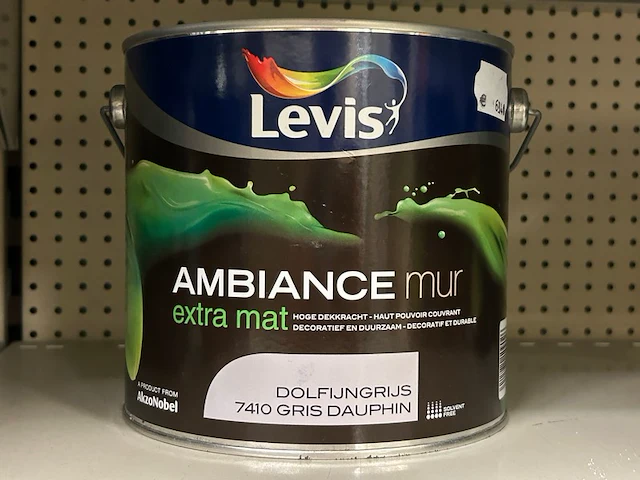 Levis
AMBIANCE mur
extra mat
HOGE DEKKRACHT - HAUT POUVOIR COUVRANT
DECORATIEF EN DUURZAAM - DECORATIF ET DURABLE
DOLFIJNGRIJS
7410 GRIS DAUPHIN
A PRODUCT FROM
AkzoNobel
SOLVENT
FREE